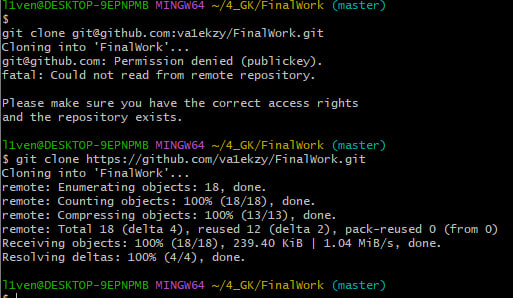 l1ven@DESKTOP-9EPNPMB MINGW64 ~/4_GK/FinalWork (master)
$
git clone git@github.com:va1ekzy/FinalWork.git
Cloning into 'FinalWork'...
git@github.com: Permission denied (publickey).
fatal: Could not read from remote repository.

Please make sure you have the correct access rights
and the repository exists.

l1ven@DESKTOP-9EPNPMB MINGW64 ~/4_GK/FinalWork (master)
$ git clone https://github.com/va1ekzy/FinalWork.git
Cloning into 'FinalWork'...
remote: Enumerating objects: 18, done.
remote: Counting objects: 100% (18/18), done.
remote: Compressing objects: 100% (13/13), done.
remote: Total 18 (delta 4), reused 12 (delta 2), pack-reused 0 (from 0)
Receiving objects: 100% (18/18), 239.40 KiB | 1.04 MiB/s, done.
Resolving deltas: 100% (4/4), done.

l1ven@DESKTOP-9EPNPMB MINGW64 ~/4_GK/FinalWork (master)
$